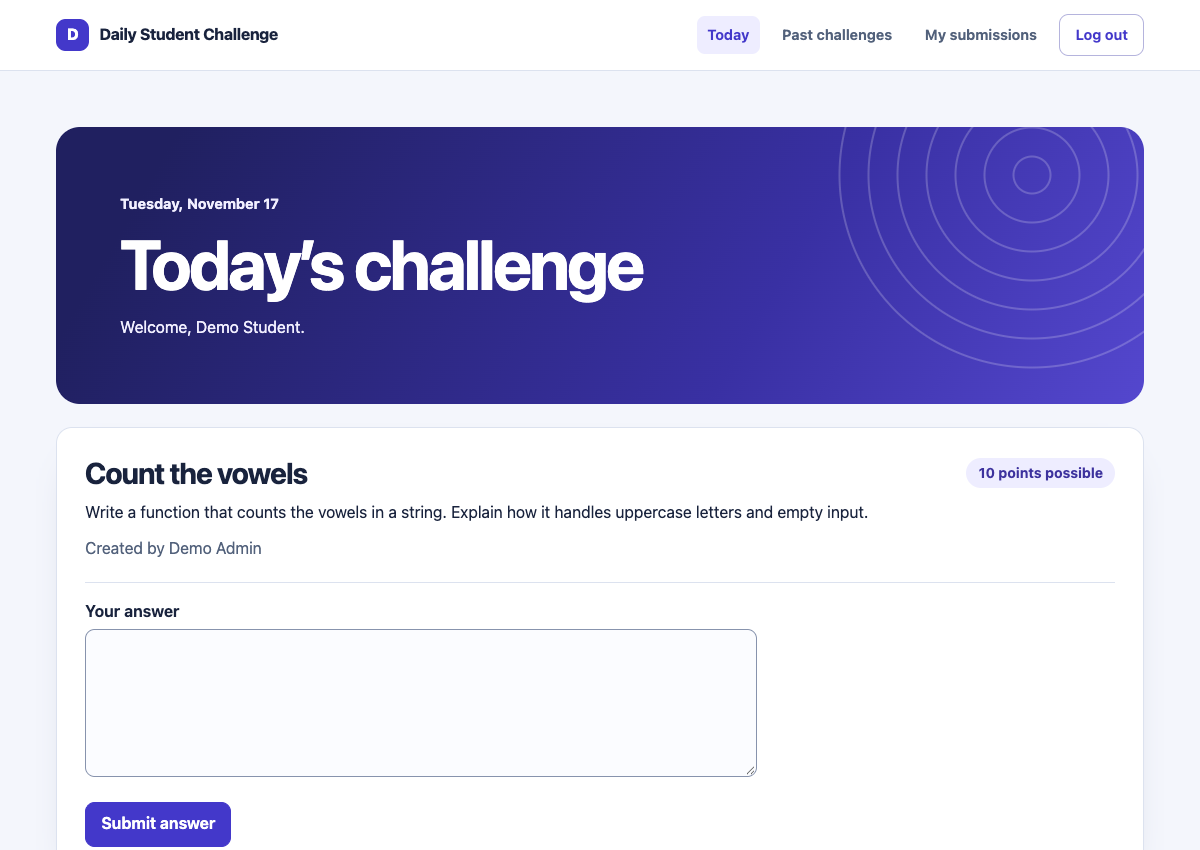 D Daily Student Challenge
Today Past challenges My submissions Log out
Tuesday, November 17
Today’s challenge
Welcome, Demo Student.
Count the vowels
10 points possible
Write a function that counts the vowels in a string. Explain how it handles uppercase letters and empty input.
Created by Demo Admin
Your answer
Submit answer